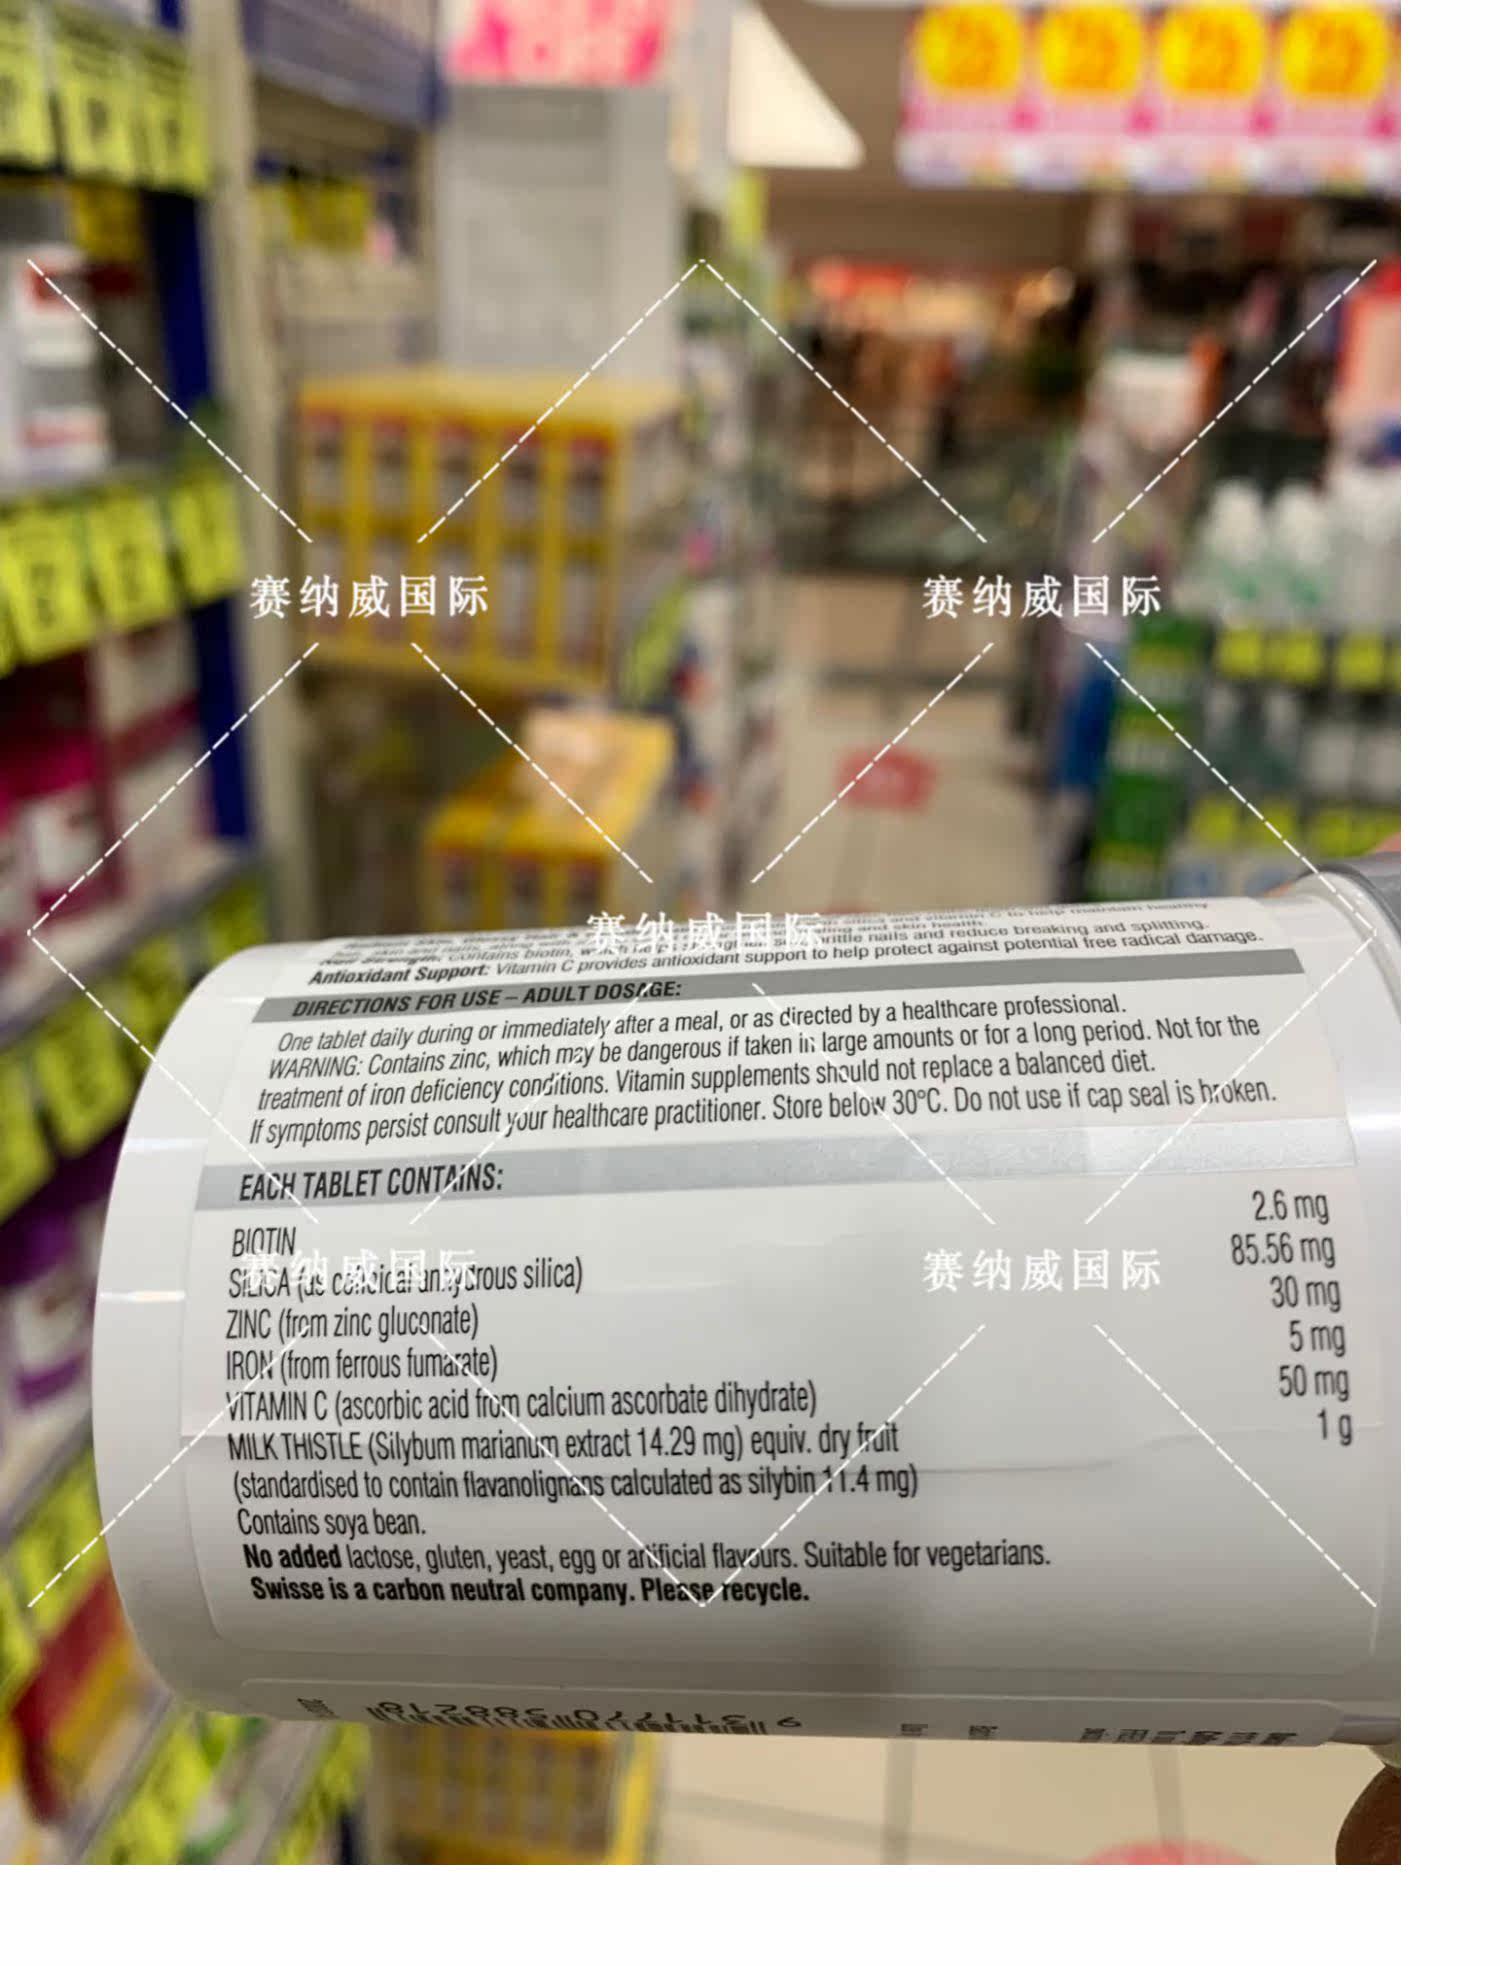 赛纳威国际
赛纳威国际
赛纳威国际
rittle nails and reduce breaking and splitting.
Antioxidant Support: Vitamin C provides antioxidant support to help protect against potential free radical damage.
DIRECTIONS FOR USE – ADULT DOSAGE:
One tablet daily during or immediately after a meal, or as directed by a healthcare professional.
WARNING: Contains zinc, which may be dangerous if taken in large amounts or for a long period. Not for the
treatment of iron deficiency conditions. Vitamin supplements should not replace a balanced diet.
If symptoms persist consult your healthcare practitioner. Store below 30°C. Do not use if cap seal is broken.
EACH TABLET CONTAINS:
BIOTIN 2.6 mg
SILICA (as colloidal anhydrous silica) 85.56 mg
赛纳威国际
赛纳威国际
ZINC (from zinc gluconate) 30 mg
IRON (from ferrous fumarate) 5 mg
VITAMIN C (ascorbic acid from calcium ascorbate dihydrate) 50 mg
MILK THISTLE (Silybum marianum extract 14.29 mg) equiv. dry fruit 1 g
(standardised to contain flavanolignans calculated as silybin 11.4 mg)
Contains soya bean.
No added lactose, gluten, yeast, egg or artificial flavours. Suitable for vegetarians.
Swisse is a carbon neutral company. Please recycle.